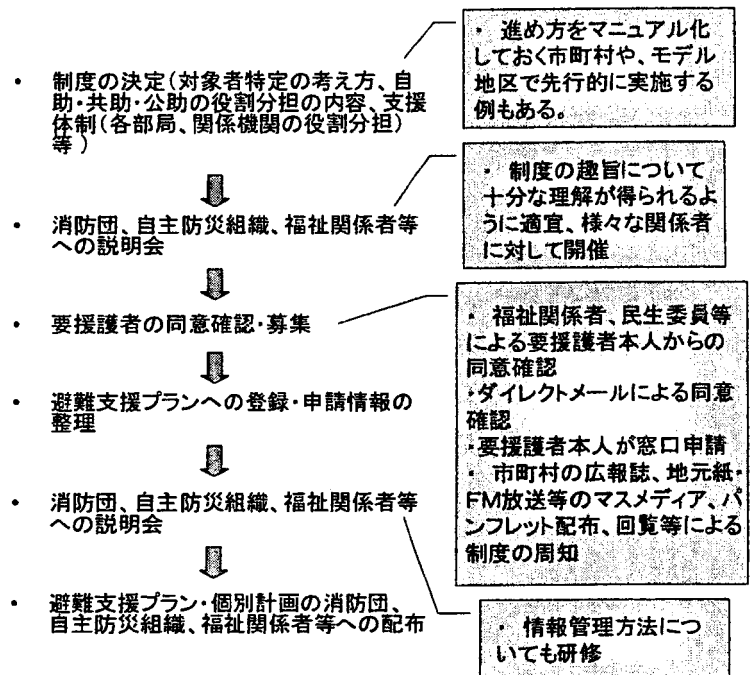 ・ 進め方をマニュアル化
しておく市町村や、モデル
地区で先行的に実施する
例もある。
・ 制度の決定(対象者特定の考え方、自
助・共助・公助の役割分担の内容、支援
体制(各部局、関係機関の役割分担)
等 )
・ 制度の趣旨について
十分な理解が得られるよ
うに適宜、様々な関係者
に対して開催
・ 消防団、自主防災組織、福祉関係者等
への説明会
・ 要援護者の同意確認・募集
・ 福祉関係者、民生委員等
による要援護者本人からの
同意確認
・ダイレクトメールによる同意
確認
・要援護者本人が窓口申請
・ 市町村の広報誌、地元紙・
FM放送等のマスメディア、パ
ンフレット配布、回覧等による
制度の周知
・ 避難支援プランへの登録・申請情報の
整理
・ 消防団、自主防災組織、福祉関係者等
への説明会
・ 情報管理方法につ
いても研修
・ 避難支援プラン・個別計画の消防団、
自主防災組織、福祉関係者等への配布